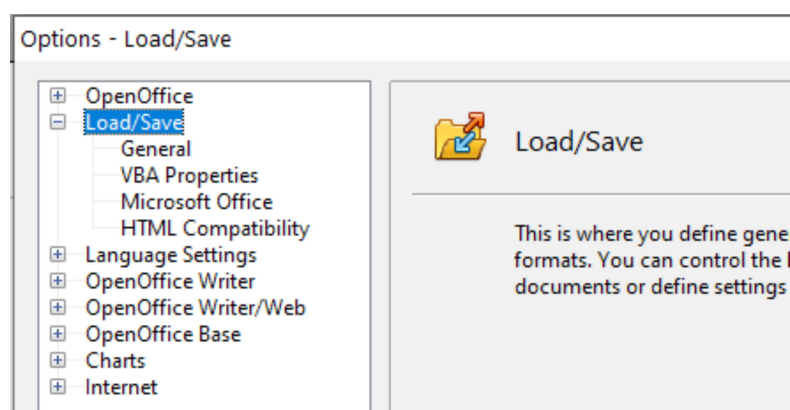 Options - Load/Save
OpenOffice
Load/Save
General
VBA Properties
Microsoft Office
HTML Compatibility
Language Settings
OpenOffice Writer
OpenOffice Writer/Web
OpenOffice Base
Charts
Internet
Load/Save
This is where you define gene
formats. You can control the
documents or define settings